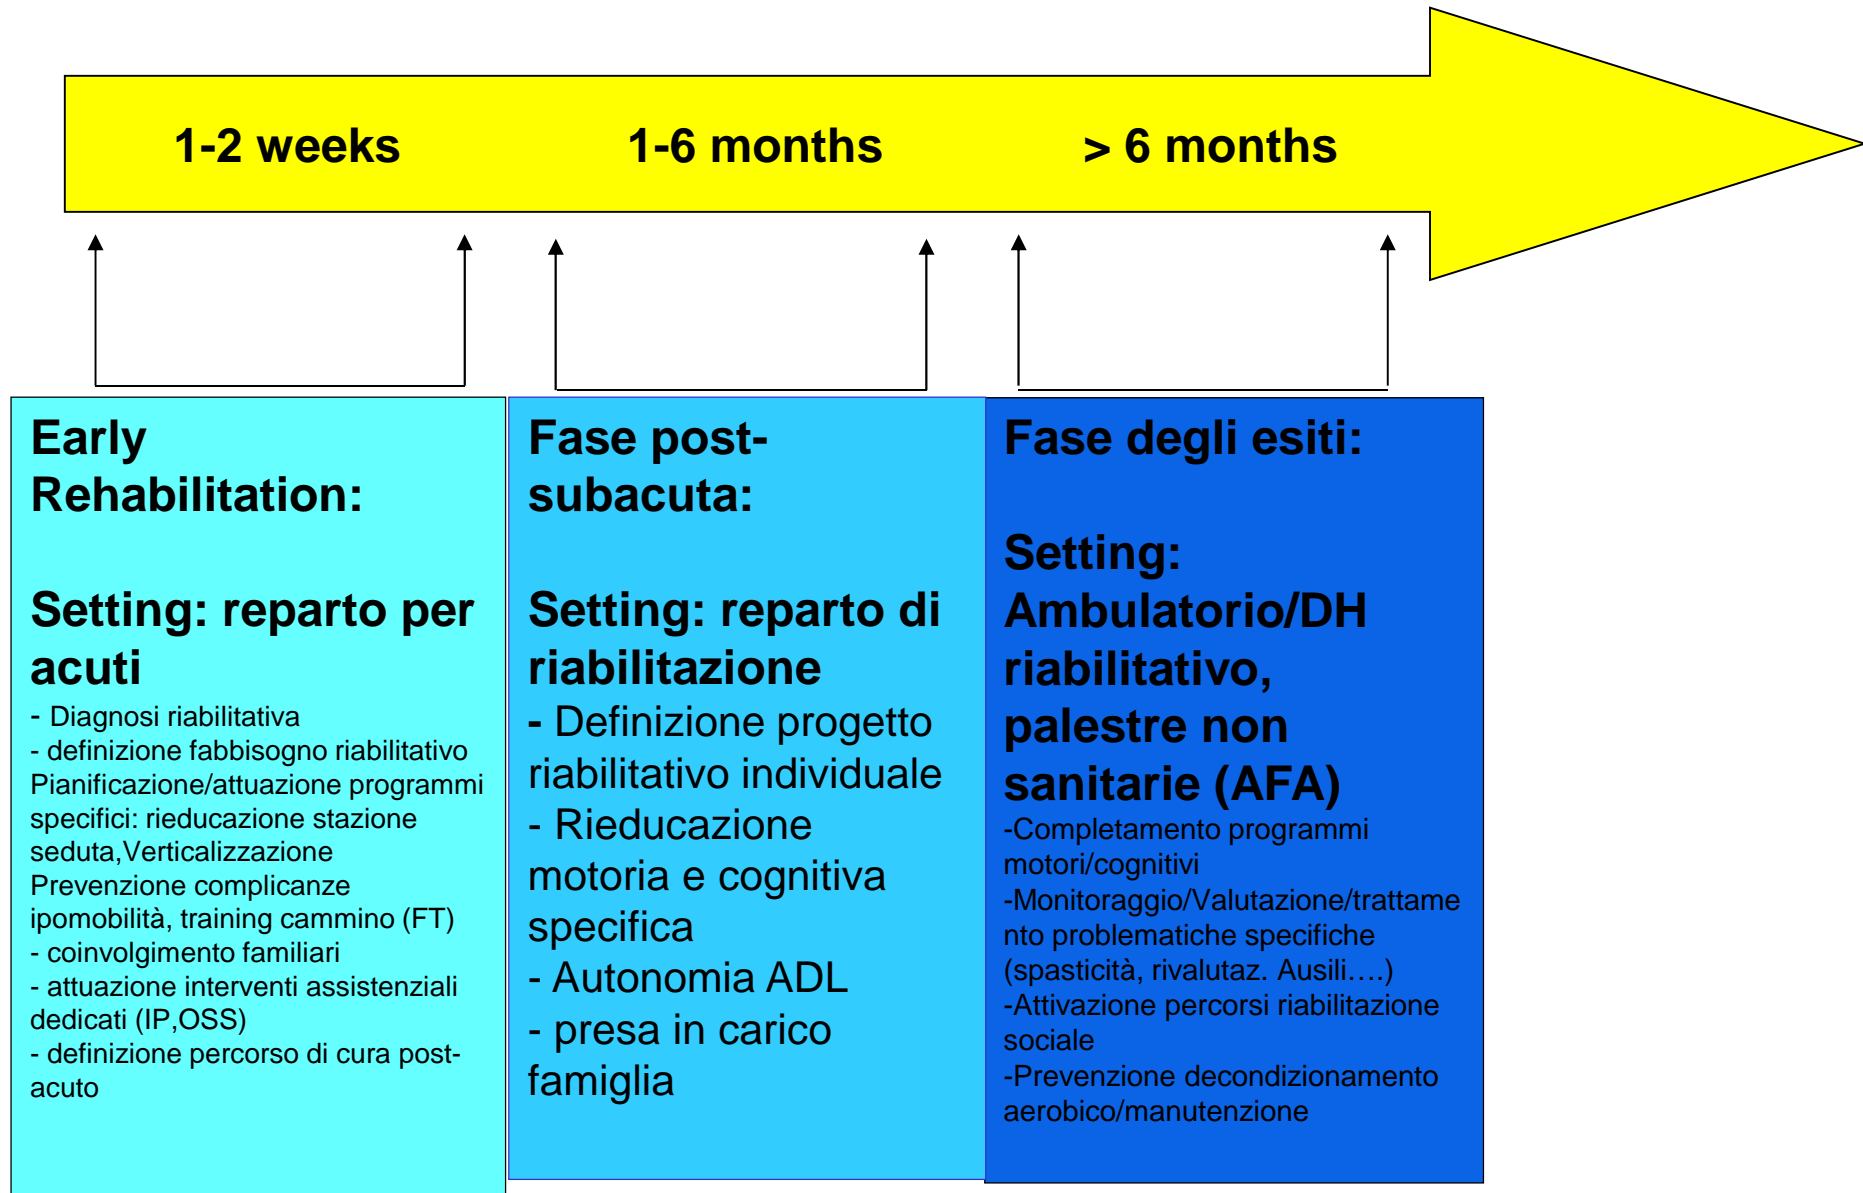 1-2 weeks
1-6 months
> 6 months
Early
Rehabilitation:
Setting: reparto per
acuti
- Diagnosi riabilitativa
- definizione fabbisogno riabilitativo
Pianificazione/attuazione programmi
specifici: rieducazione stazione
seduta,Verticalizzazione
Prevenzione complicanze
ipomobilità, training cammino (FT)
- coinvolgimento familiari
- attuazione interventi assistenziali
dedicati (IP,OSS)
- definizione percorso di cura post-
acuto
Fase post-
subacuta:
Setting: reparto di
riabilitazione
- Definizione progetto
riabilitativo individuale
- Rieducazione
motoria e cognitiva
specifica
- Autonomia ADL
- presa in carico
famiglia
Fase degli esiti:
Setting:
Ambulatorio/DH
riabilitativo,
palestre non
sanitarie (AFA)
-Completamento programmi
motori/cognitivi
-Monitoraggio/Valutazione/trattame
nto problematiche specifiche
(spasticità, rivalutaz. Ausili….)
-Attivazione percorsi riabilitazione
sociale
-Prevenzione decondizionamento
aerobico/manutenzione